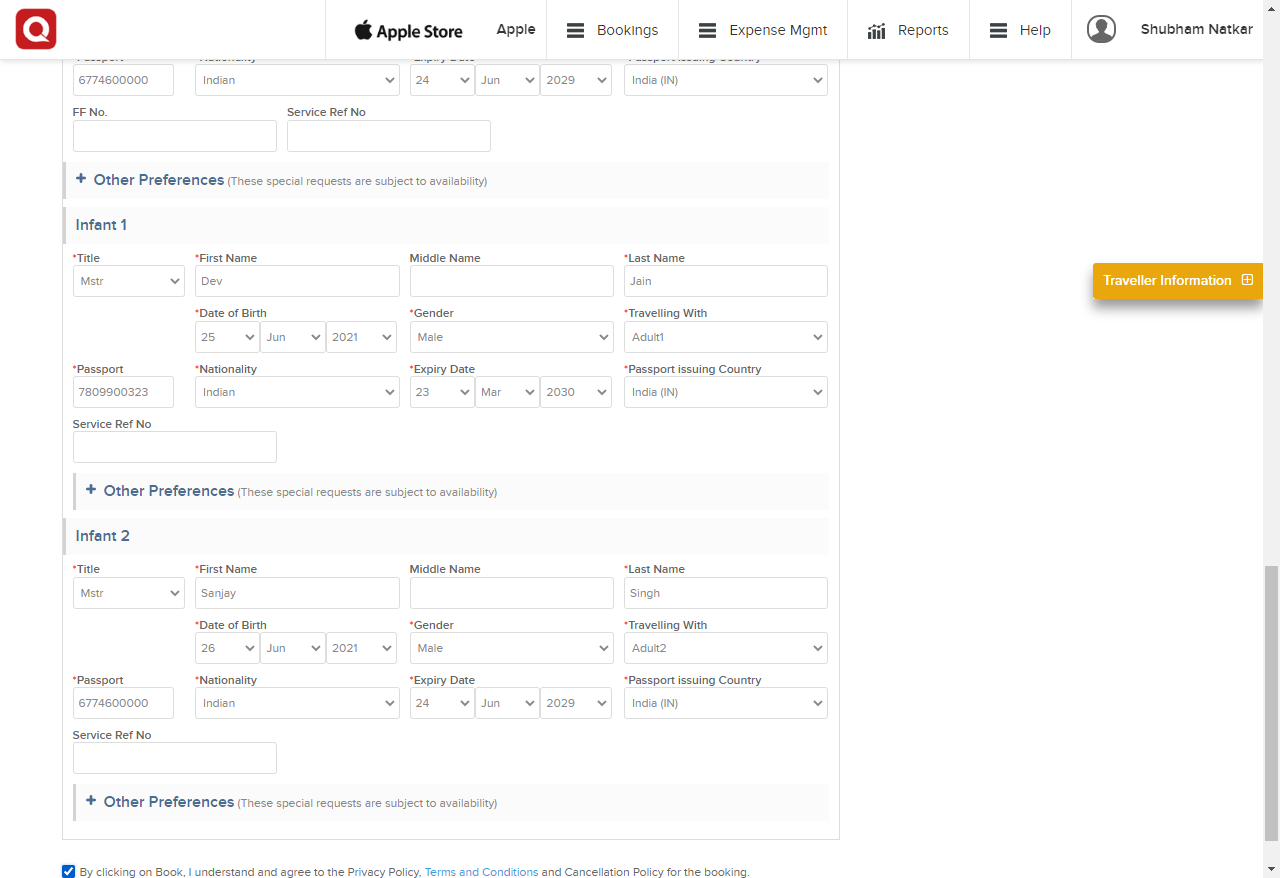 Q Apple Store Apple Bookings Expense Mgmt Reports Help Shubham Natkar
*Passport *Nationality *Expiry Date *Passport issuing Country
6774600000 Indian 24 Jun 2029 India (IN)
FF No. Service Ref No
+ Other Preferences (These special requests are subject to availability)
Infant 1
*Title *First Name Middle Name *Last Name
Mstr Dev Jain
Traveller Information
*Date of Birth *Gender *Travelling With
25 Jun 2021 Male Adult1
*Passport *Nationality *Expiry Date *Passport issuing Country
7809900323 Indian 23 Mar 2030 India (IN)
Service Ref No
+ Other Preferences (These special requests are subject to availability)
Infant 2
*Title *First Name Middle Name *Last Name
Mstr Sanjay Singh
*Date of Birth *Gender *Travelling With
26 Jun 2021 Male Adult2
*Passport *Nationality *Expiry Date *Passport issuing Country
6774600000 Indian 24 Jun 2029 India (IN)
Service Ref No
+ Other Preferences (These special requests are subject to availability)
By clicking on Book, I understand and agree to the Privacy Policy, Terms and Conditions and Cancellation Policy for the booking.